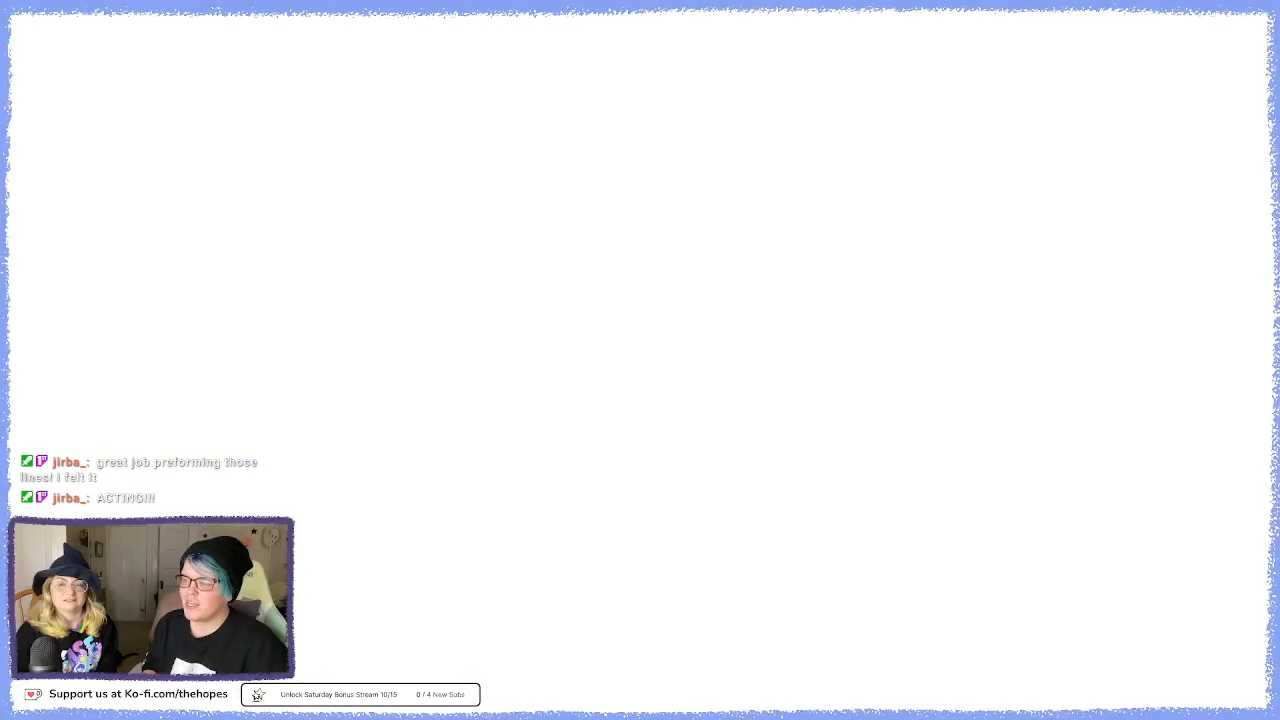 jirba_: great job preforming those
lines! I felt it
jirba_: ACTING!!!
Support us at Ko-fi.com/thehopes
Unlock Saturday Bonus Stream 10/15 0 / 4 New Subs